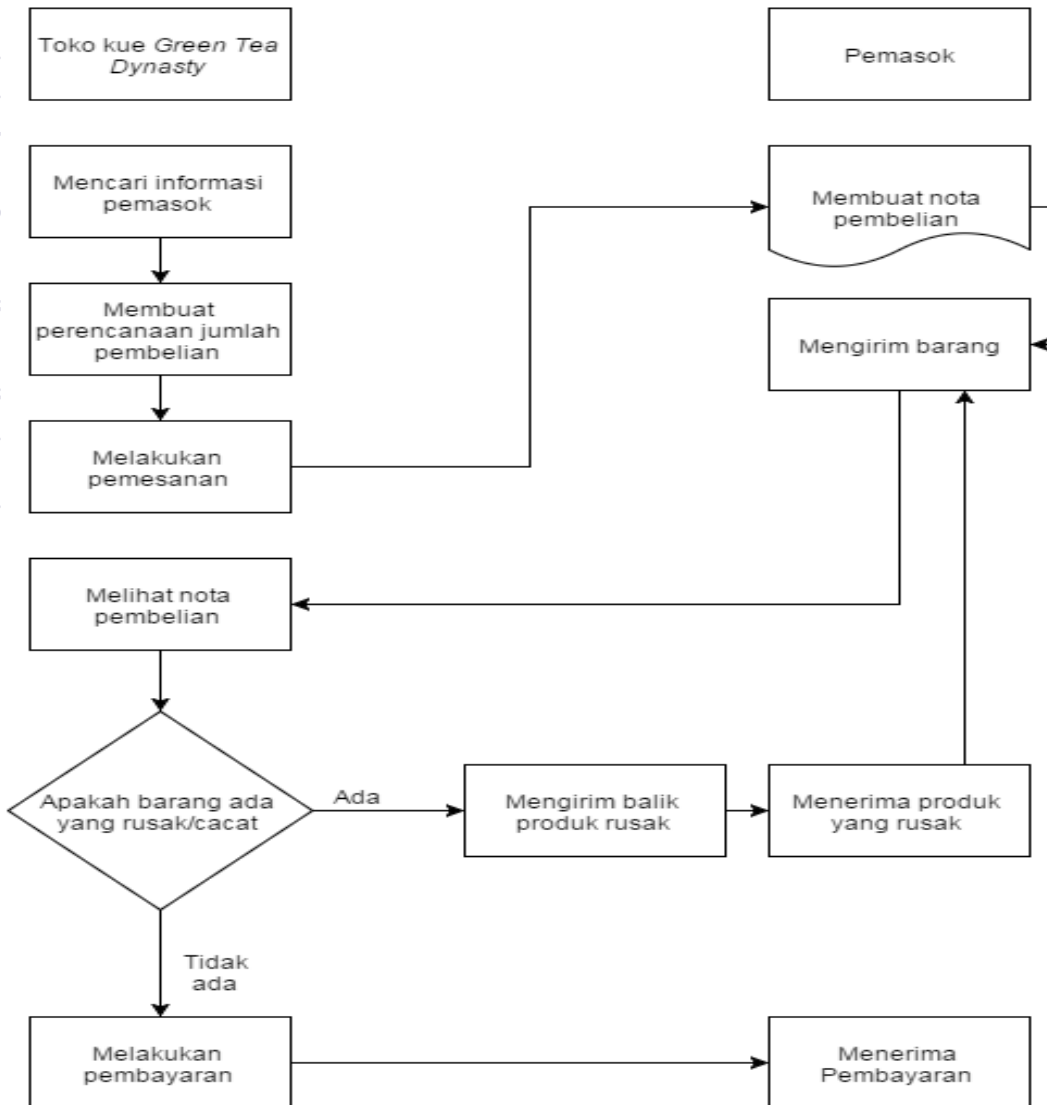 Toko kue Green Tea
Dynasty
Pemasok
Mencari informasi
pemasok
Membuat nota
pembelian
Membuat
perencanaan jumlah
pembelian
Mengirim barang
Melakukan
pemesanan
Melihat nota
pembelian
Apakah barang ada
yang rusak/cacat
Ada
Mengirim balik
produk rusak
Menerima produk
yang rusak
Tidak
ada
Melakukan
pembayaran
Menerima
Pembayaran